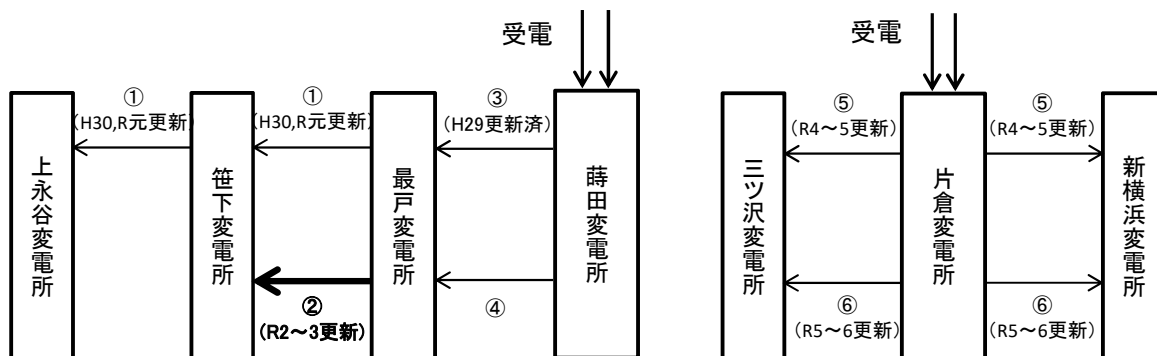 受電
受電
①
(H30,R元更新)
①
(H30,R元更新)
③
(H29更新済)
⑤
(R4～5更新)
⑤
(R4～5更新)
上永谷変電所
笹下変電所
最戸変電所
蒔田変電所
三ツ沢変電所
片倉変電所
新横浜変電所
②
(R2～3更新)
④
⑥
(R5～6更新)
⑥
(R5～6更新)